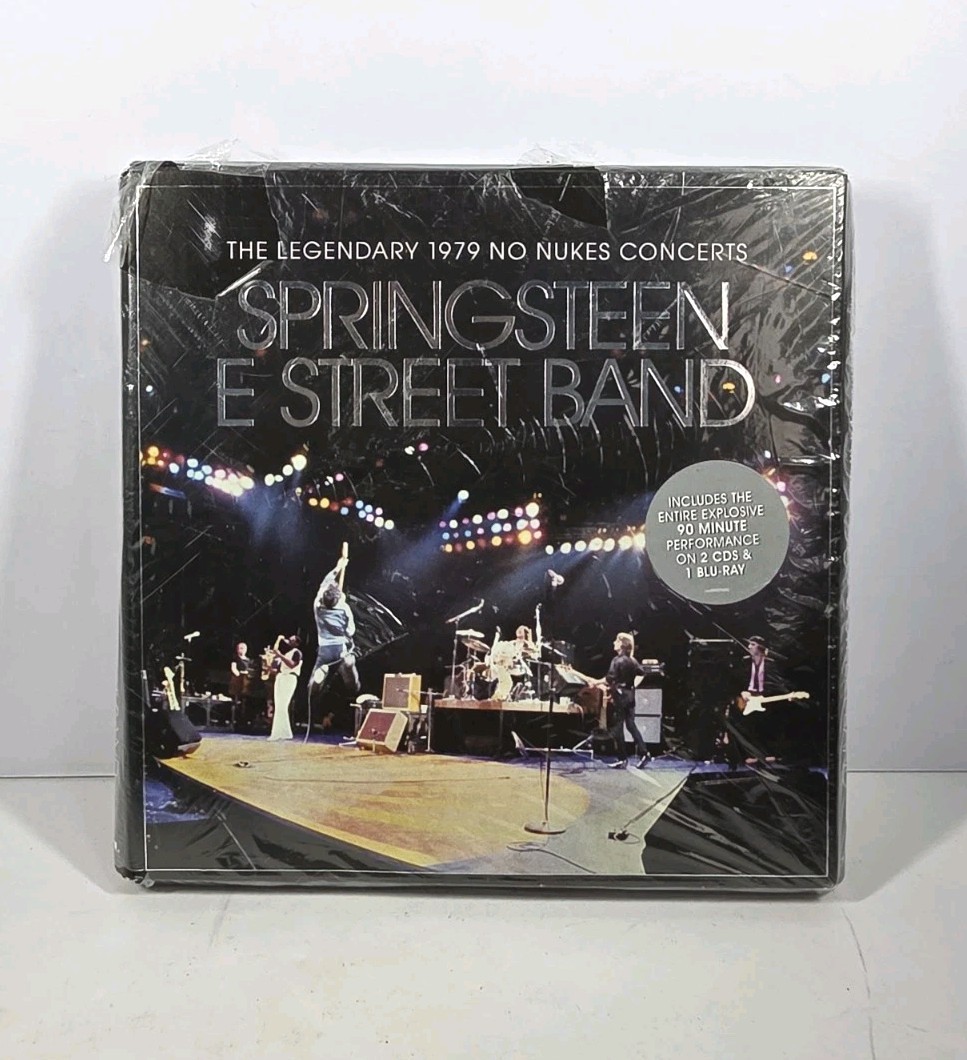 THE LEGENDARY 1979 NO NUKES CONCERTS
SPRINGSTEEN
E STREET BAND
INCLUDES THE
ENTIRE EXPLOSIVE
90 MINUTE
PERFORMANCE
ON 2 CDS &
1 BLU-RAY